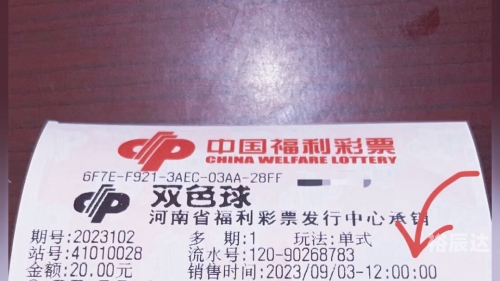 中国福利彩票
CHINA WELFARE LOTTERY
6F7E-F921-3AEC-03AA-28FF
双色球
河南省福利彩票发行中心承销
期号:2023102 多 期:1 玩法:单式
站号:41010028 流水号:120-90268783
金额:20.00元 销售时间:2023/09/03-12:00:00
裕辰达